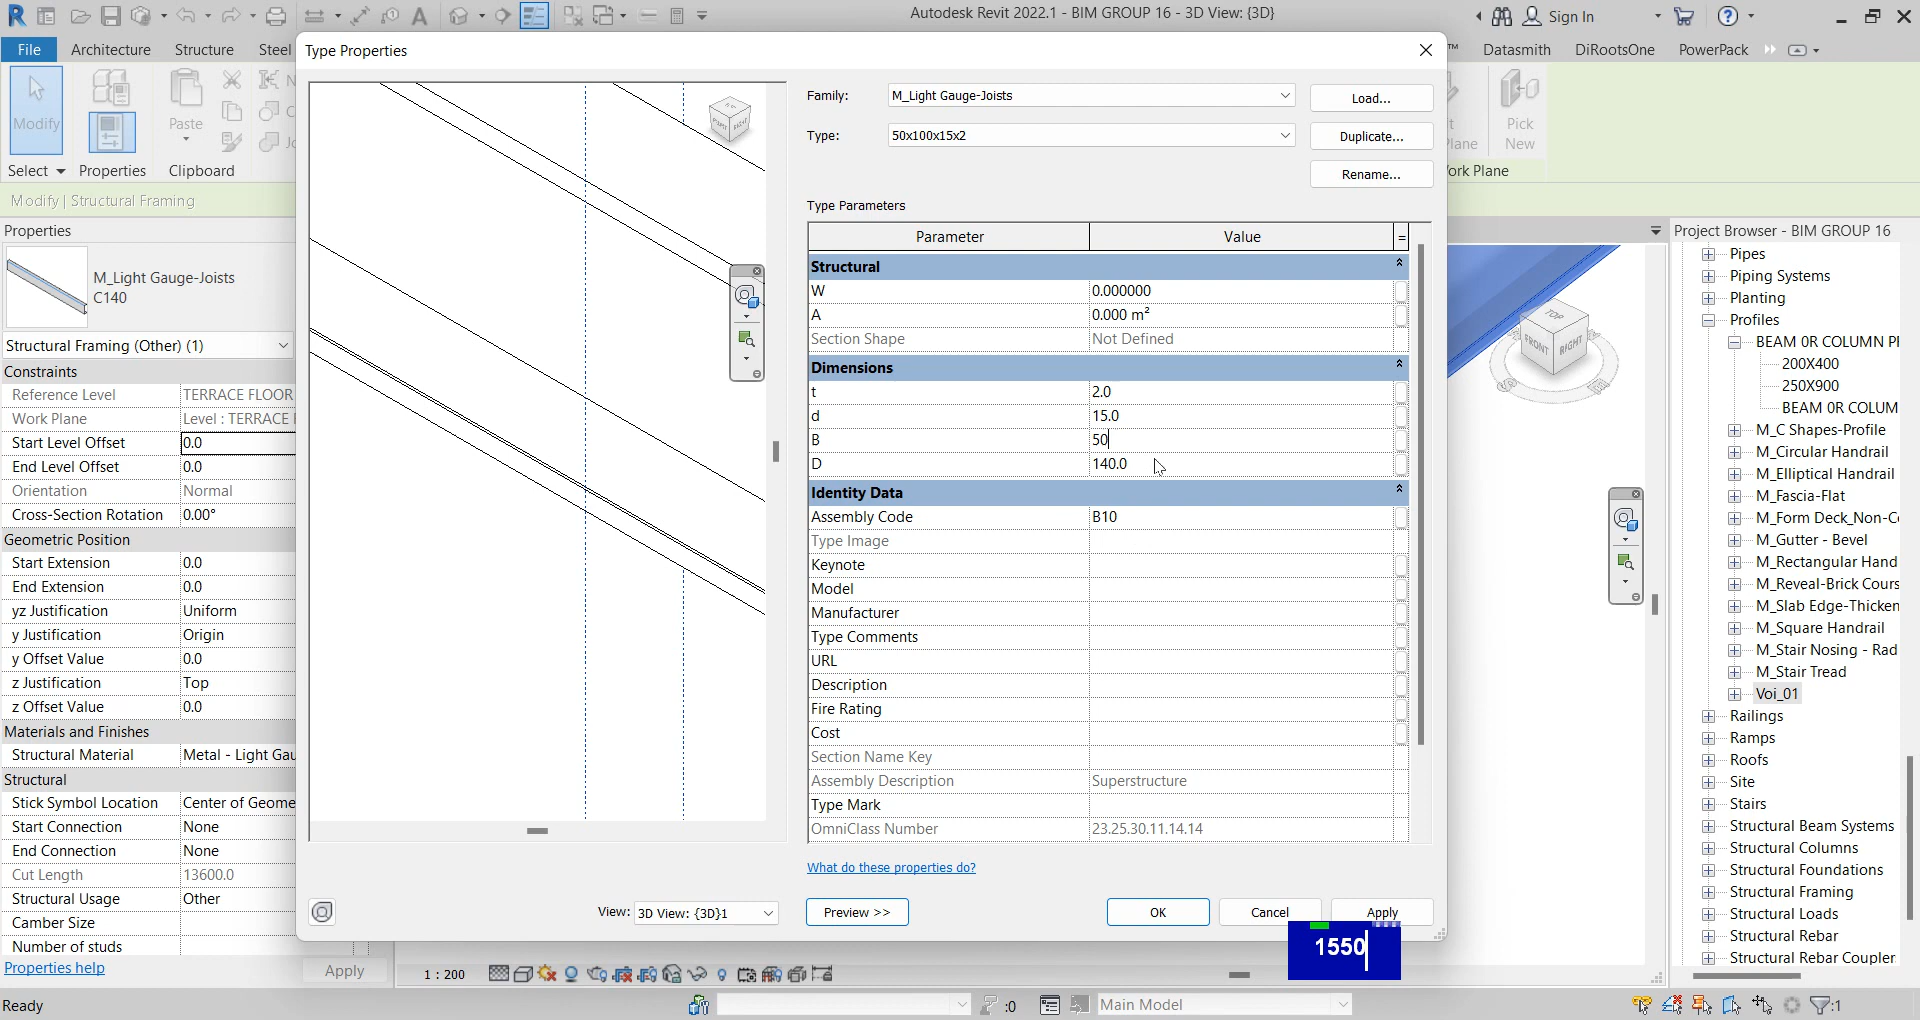 Autodesk Revit 2022.1 - BIM GROUP 16 - 3D View: {3D}
Sign In
File
Architecture
Structure
Steel
Datasmith
DiRootsOne
PowerPack
Modify
Paste
Pick
New
Select
Properties
Clipboard
Modify | Structural Framing
Properties
M_Light Gauge-Joists
C140
Structural Framing (Other) (1)
Constraints
Reference Level TERRACE FLOOR
Work Plane Level : TERRACE
Start Level Offset 0.0
End Level Offset 0.0
Orientation Normal
Cross-Section Rotation 0.00°
Geometric Position
Start Extension 0.0
End Extension 0.0
yz Justification Uniform
y Justification Origin
y Offset Value 0.0
z Justification Top
z Offset Value 0.0
Materials and Finishes
Structural Material Metal - Light Gau
Structural
Stick Symbol Location Center of Geome
Start Connection None
End Connection None
Cut Length 13600.0
Structural Usage Other
Camber Size
Number of studs
Properties help
Apply
Type Properties
Family: M_Light Gauge-Joists
Load...
Type: 50x100x15x2
Duplicate...
Rename...
Type Parameters
Parameter Value =
Structural
W 0.000000
A 0.000 m²
Section Shape Not Defined
Dimensions
t 2.0
d 15.0
B 50
D 140.0
Identity Data
Assembly Code B10
Type Image
Keynote
Model
Manufacturer
Type Comments
URL
Description
Fire Rating
Cost
Section Name Key
Assembly Description Superstructure
Type Mark
OmniClass Number 23.25.30.11.14.14
What do these properties do?
View: 3D View: {3D}1
Preview >>
OK
Cancel
Apply
1550
ork Plane
TOP
FRONT
RIGHT
Project Browser - BIM GROUP 16
Pipes
Piping Systems
Planting
Profiles
BEAM 0R COLUMN P
200X400
250X900
BEAM 0R COLUM
M_C Shapes-Profile
M_Circular Handrail
M_Elliptical Handrail
M_Fascia-Flat
M_Form Deck_Non-C
M_Gutter - Bevel
M_Rectangular Hand
M_Reveal-Brick Cours
M_Slab Edge-Thicken
M_Square Handrail
M_Stair Nosing - Rad
M_Stair Tread
Voi_01
Railings
Ramps
Roofs
Site
Stairs
Structural Beam Systems
Structural Columns
Structural Foundations
Structural Framing
Structural Loads
Structural Rebar
Structural Rebar Coupler
1 : 200
Ready
:0
Main Model
:1